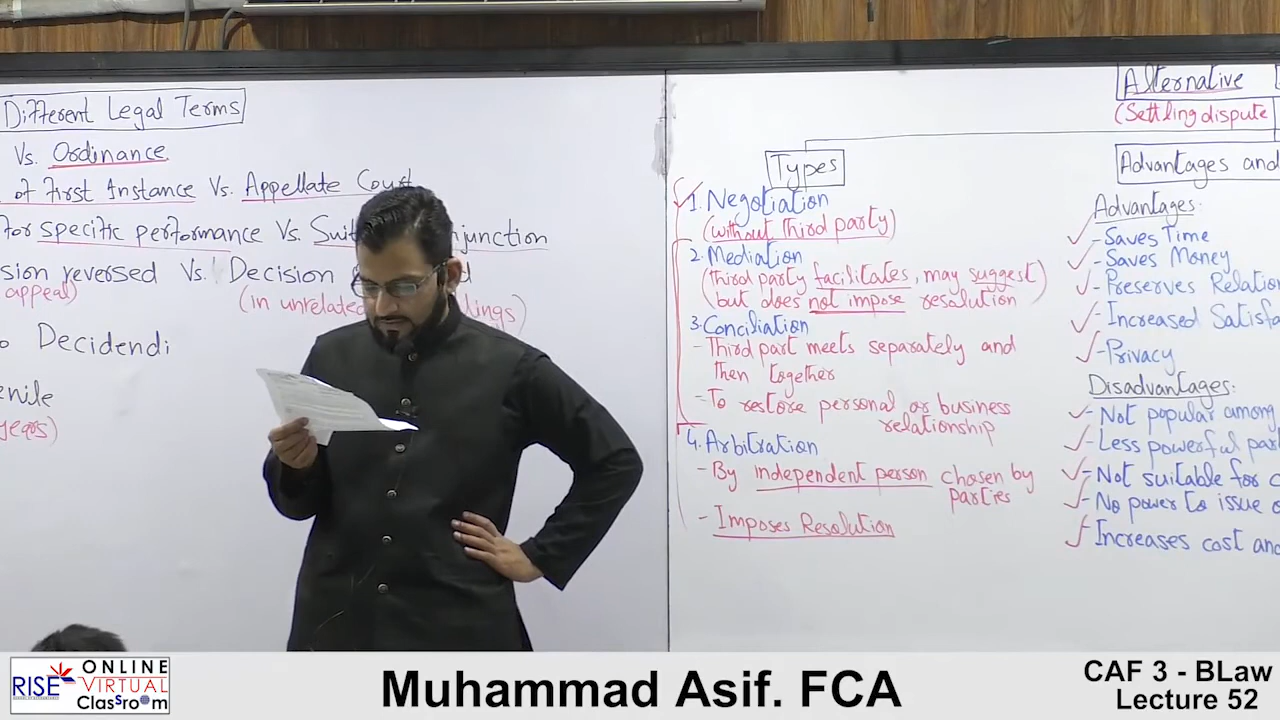 Different Legal Terms
Vs. Ordinance
of First Instance Vs. Appellate Court
for specific performance Vs. Suit junction
sion reversed Vs. Decision
appeal)
(in unrelated dings)
o Decidendi
enile
years)
Alternative
(Settling dispute
Types
1. Negotiation
(without third party)
2. Mediation
(third party facilitates, may suggest)
but does not impose resolution
3. Conciliation
- Third part meets separately and
then together
- To restore personal or business
relationship
4. Arbitration
- By independent person chosen by
parties
- Imposes Resolution
Advantages and
Advantages:
- Saves Time
- Saves Money
- Preserves Relation
- Increased Satisfa
- Privacy
Disadvantages:
- Not popular among
- Less powerful par
- Not suitable for c
- No power to issue o
- Increases cost and
RISE ONLINE
VIRTUAL
Classroom
Muhammad Asif. FCA
CAF 3 - BLaw
Lecture 52